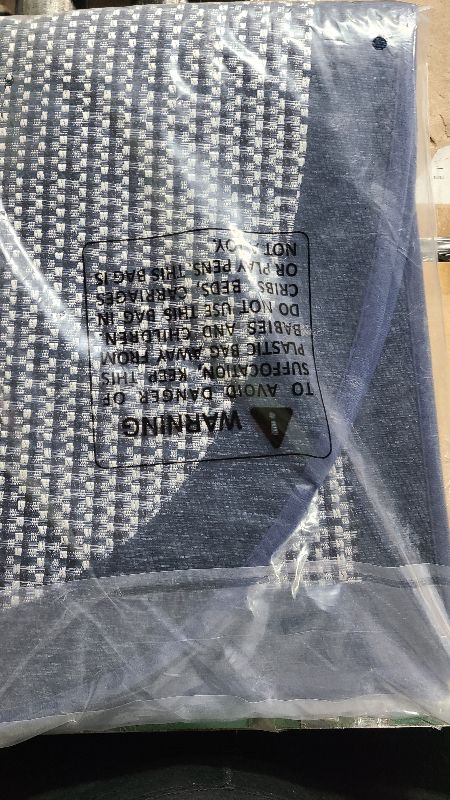 WARNING
TO AVOID DANGER OF
SUFFOCATION, KEEP THIS
PLASTIC BAG AWAY FROM
BABIES AND CHILDREN.
DO NOT USE THIS BAG IN
CRIBS, BEDS, CARRIAGES
OR PLAY PENS. THIS BAG IS
NOT A TOY.